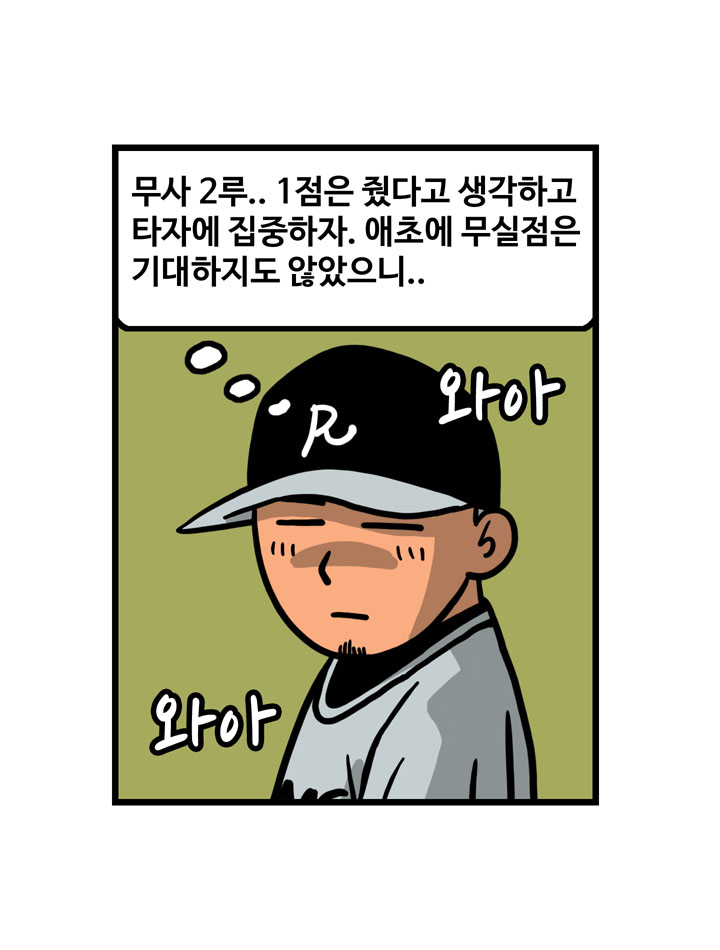 무사 2루.. 1점은 줬다고 생각하고
타자에 집중하자. 애초에 무실점은
기대하지도 않았으니..
R
와아
와아